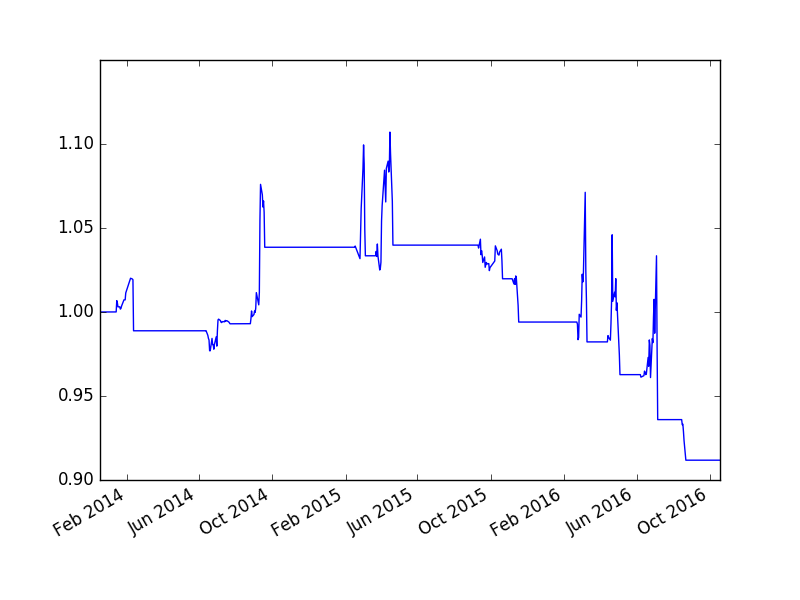 1.10
1.05
1.00
0.95
0.90
Feb 2014
Jun 2014
Oct 2014
Feb 2015
Jun 2015
Oct 2015
Feb 2016
Jun 2016
Oct 2016